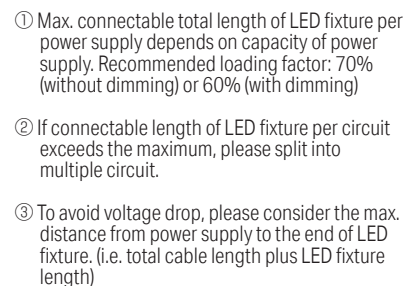 ① Max. connectable total length of LED fixture per
power supply depends on capacity of power
supply. Recommended loading factor: 70%
(without dimming) or 60% (with dimming)
② If connectable length of LED fixture per circuit
exceeds the maximum, please split into
multiple circuit.
③ To avoid voltage drop, please consider the max.
distance from power supply to the end of LED
fixture. (i.e. total cable length plus LED fixture
length)